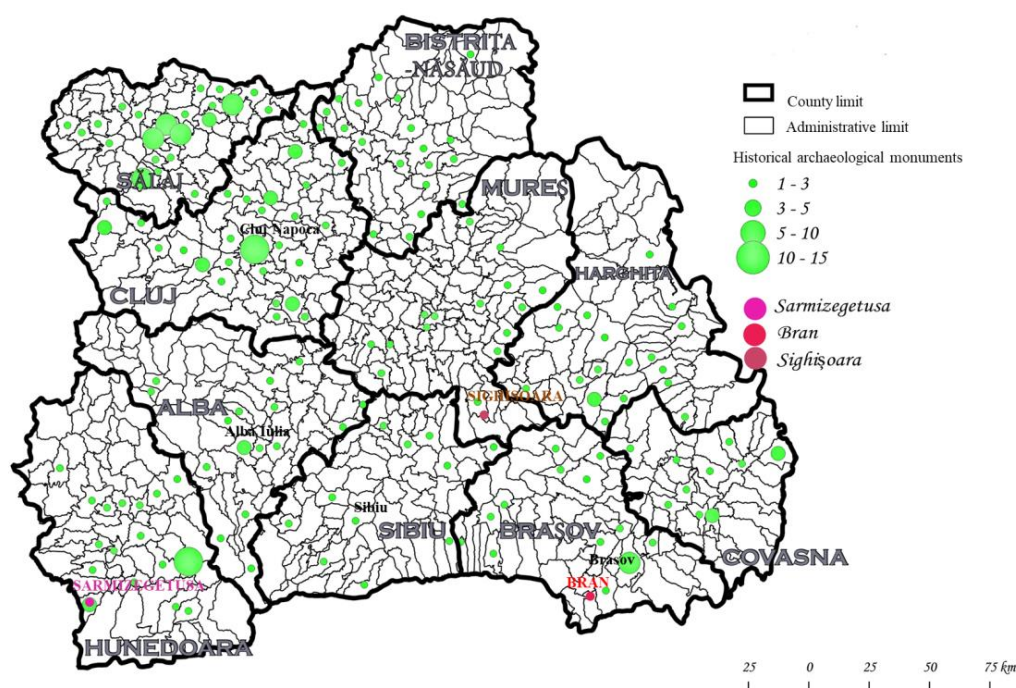 BISTRIȚA
-NĂSĂUD
SĂLAJ
MUREȘ
Cluj Napoca
HARGHITA
CLUJ
SIGHIȘOARA
ALBA
Alba Iulia
Sibiu
SIBIU
BRAȘOV
Brasov
COVASNA
SARMIZEGETUSA
BRAN
HUNEDOARA
County limit
Administrative limit
Historical archaeological monuments
1 - 3
3 - 5
5 - 10
10 - 15
Sarmizegetusa
Bran
Sighișoara
25 0 25 50 75 km